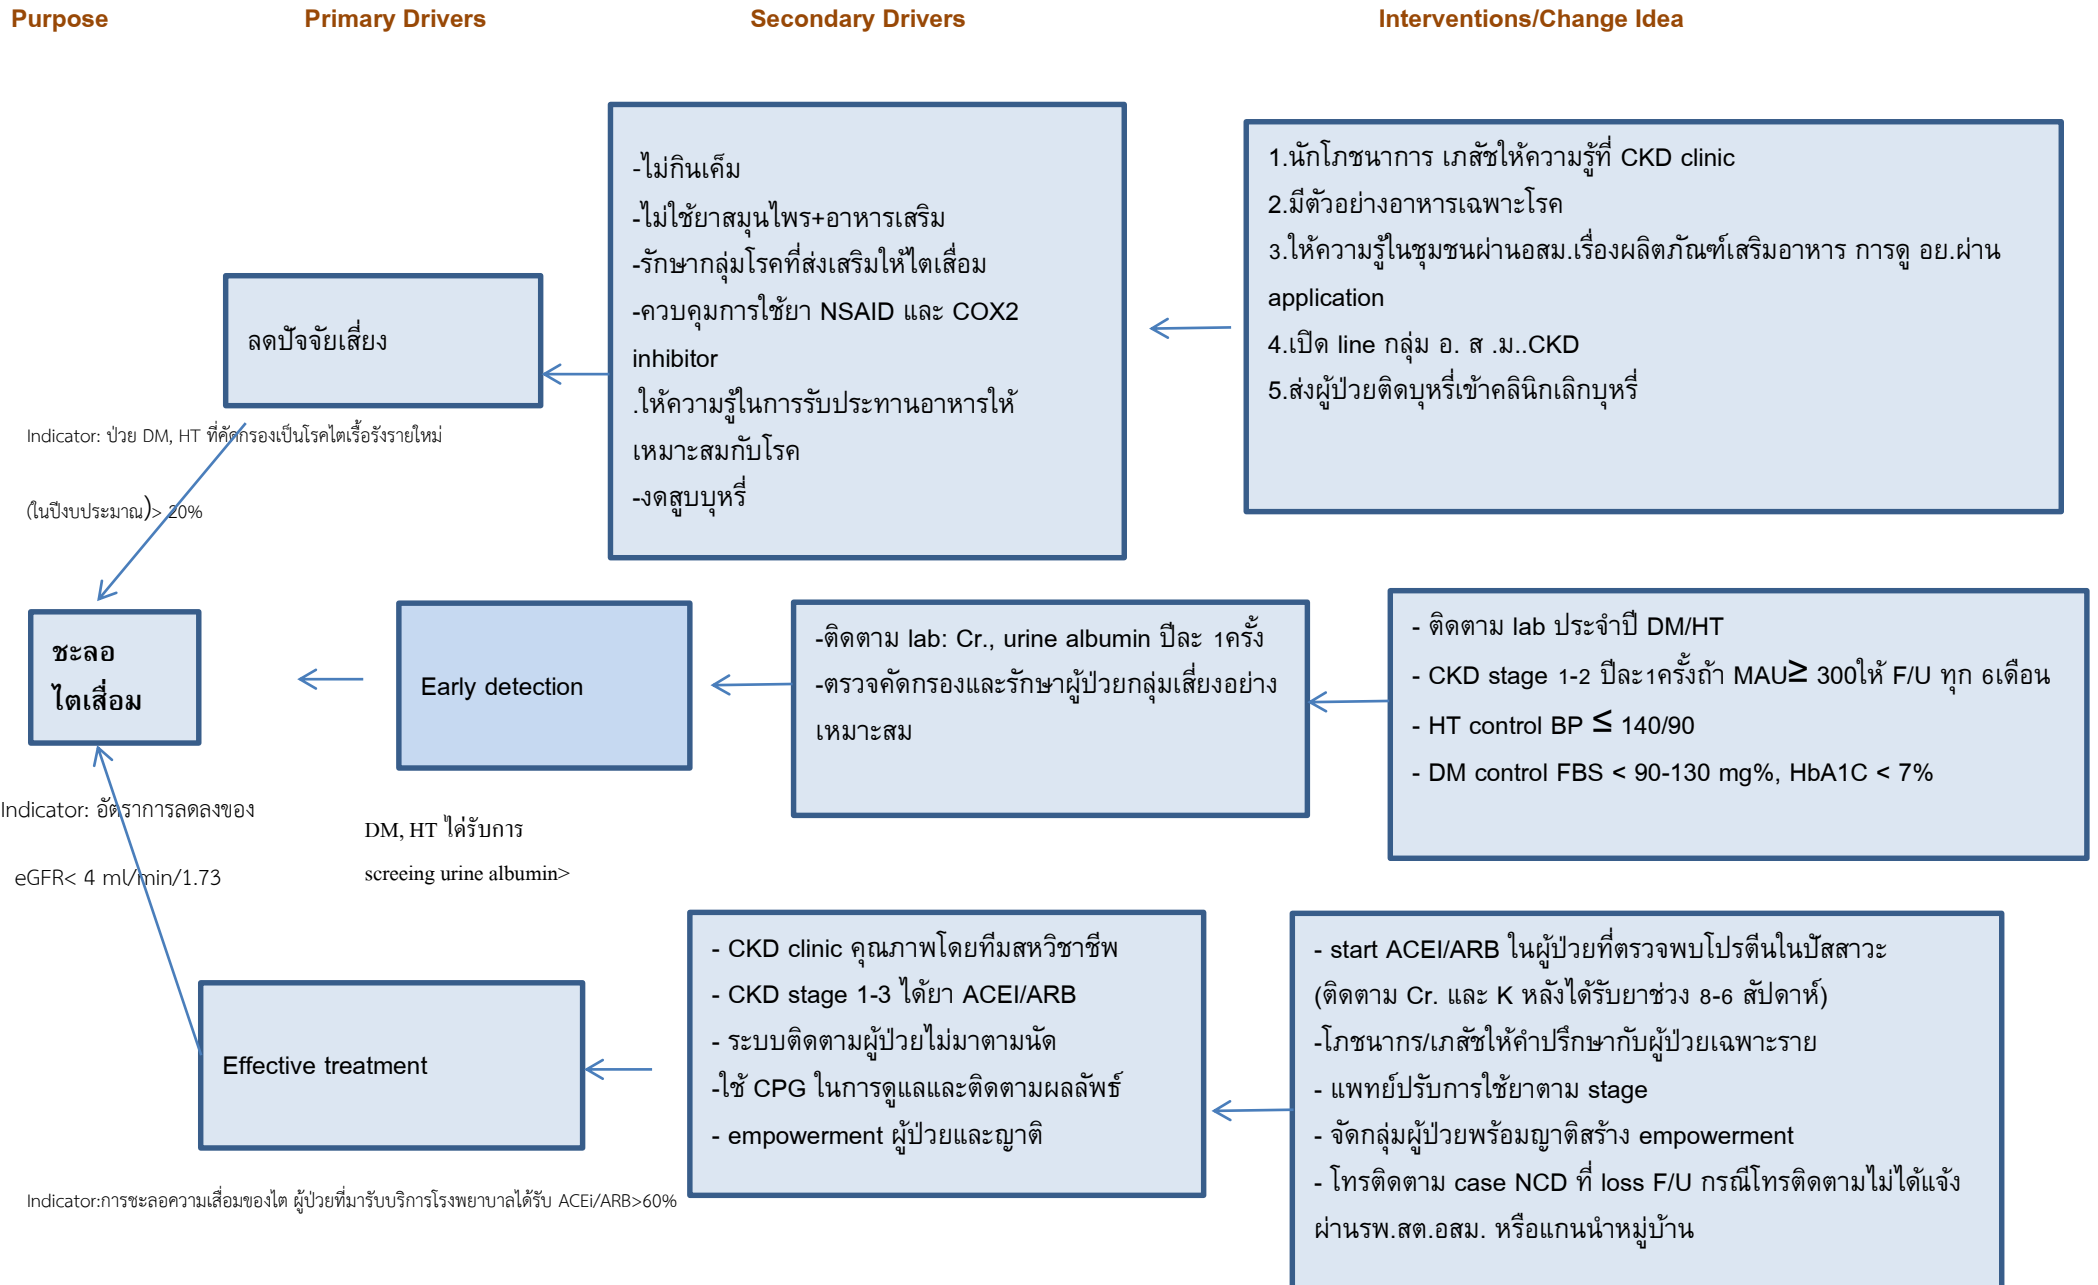 Purpose
Primary Drivers
Secondary Drivers
Interventions/Change Idea
ลดปัจจัยเสี่ยง
Indicator: ป่วย DM, HT ที่คัดกรองเป็นโรคไตเรื้อรังรายใหม่
(ในปีงบประมาณ)> 20%
-ไม่กินเค็ม
-ไม่ใช้ยาสมุนไพร+อาหารเสริม
-รักษากลุ่มโรคที่ส่งเสริมให้ไตเสื่อม
-ควบคุมการใช้ยา NSAID และ COX2
inhibitor
.ให้ความรู้ในการรับประทานอาหารให้
เหมาะสมกับโรค
-งดสูบบุหรี่
1.นักโภชนาการ เภสัชให้ความรู้ที่ CKD clinic
2.มีตัวอย่างอาหารเฉพาะโรค
3.ให้ความรู้ในชุมชนผ่านอสม.เรื่องผลิตภัณฑ์เสริมอาหาร การดู อย.ผ่าน
application
4.เปิด line กลุ่ม อ. ส .ม..CKD
5.ส่งผู้ป่วยติดบุหรี่เข้าคลินิกเลิกบุหรี่
ชะลอ
ไตเสื่อม
Indicator: อัตราการลดลงของ
eGFR< 4 ml/min/1.73
Early detection
DM, HT ได่รับการ
screeing urine albumin>
-ติดตาม lab: Cr., urine albumin ปีละ 1ครั้ง
-ตรวจคัดกรองและรักษาผู้ป่วยกลุ่มเสี่ยงอย่าง
เหมาะสม
- ติดตาม lab ประจำปี DM/HT
- CKD stage 1-2 ปีละ1ครั้งถ้า MAU≥ 300ให้ F/U ทุก 6เดือน
- HT control BP ≤ 140/90
- DM control FBS < 90-130 mg%, HbA1C < 7%
Effective treatment
Indicator:การชะลอความเสื่อมของไต ผู้ป่วยที่มารับบริการโรงพยาบาลได้รับ ACEi/ARB>60%
- CKD clinic คุณภาพโดยทีมสหวิชาชีพ
- CKD stage 1-3 ได้ยา ACEI/ARB
- ระบบติดตามผู้ป่วยไม่มาตามนัด
-ใช้ CPG ในการดูแลและติดตามผลลัพธ์
- empowerment ผู้ป่วยและญาติ
- start ACEI/ARB ในผู้ป่วยที่ตรวจพบโปรตีนในปัสสาวะ
(ติดตาม Cr. และ K หลังได้รับยาช่วง 8-6 สัปดาห์)
-โภชนากร/เภสัชให้คำปรึกษากับผู้ป่วยเฉพาะราย
- แพทย์ปรับการใช้ยาตาม stage
- จัดกลุ่มผู้ป่วยพร้อมญาติสร้าง empowerment
- โทรติดตาม case NCD ที่ loss F/U กรณีโทรติดตามไม่ได้แจ้ง
ผ่านรพ.สต.อสม. หรือแกนนำหมู่บ้าน